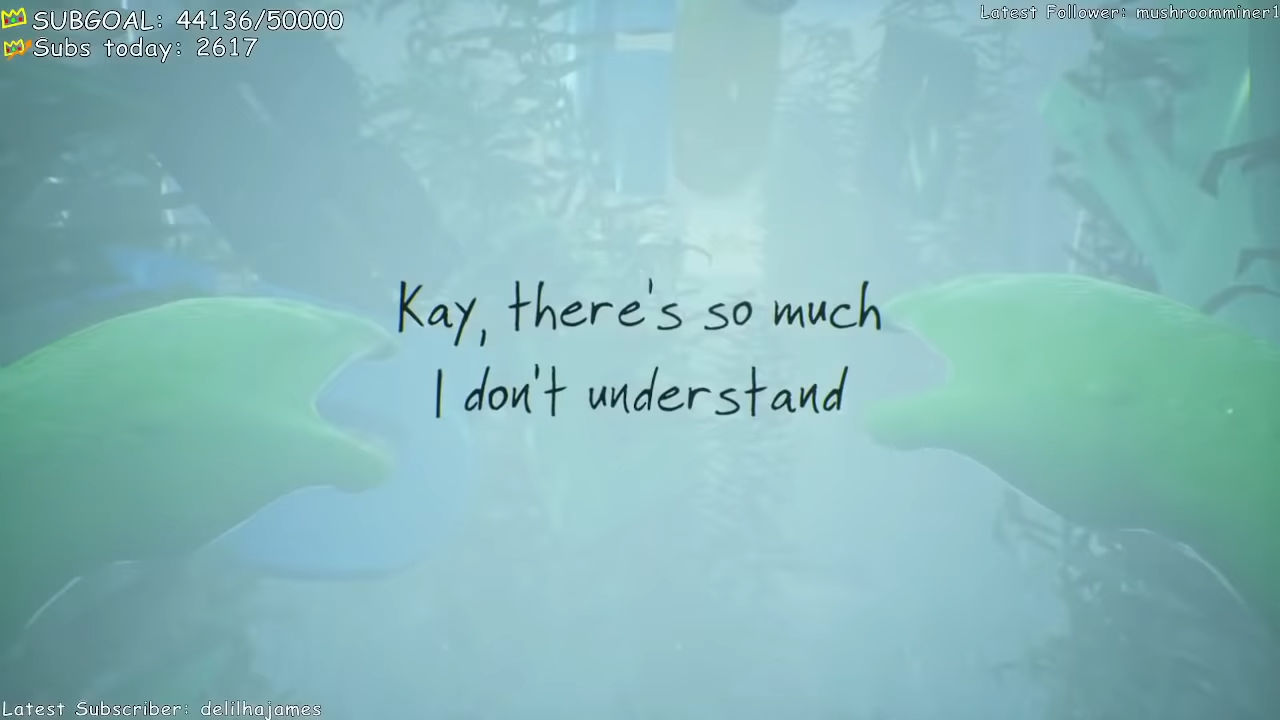 SUBGOAL: 44136/50000
Latest Follower: mushroomminer1
Subs today: 2617
Kay, there's so much
I don't understand
Latest Subscriber: delilhajames